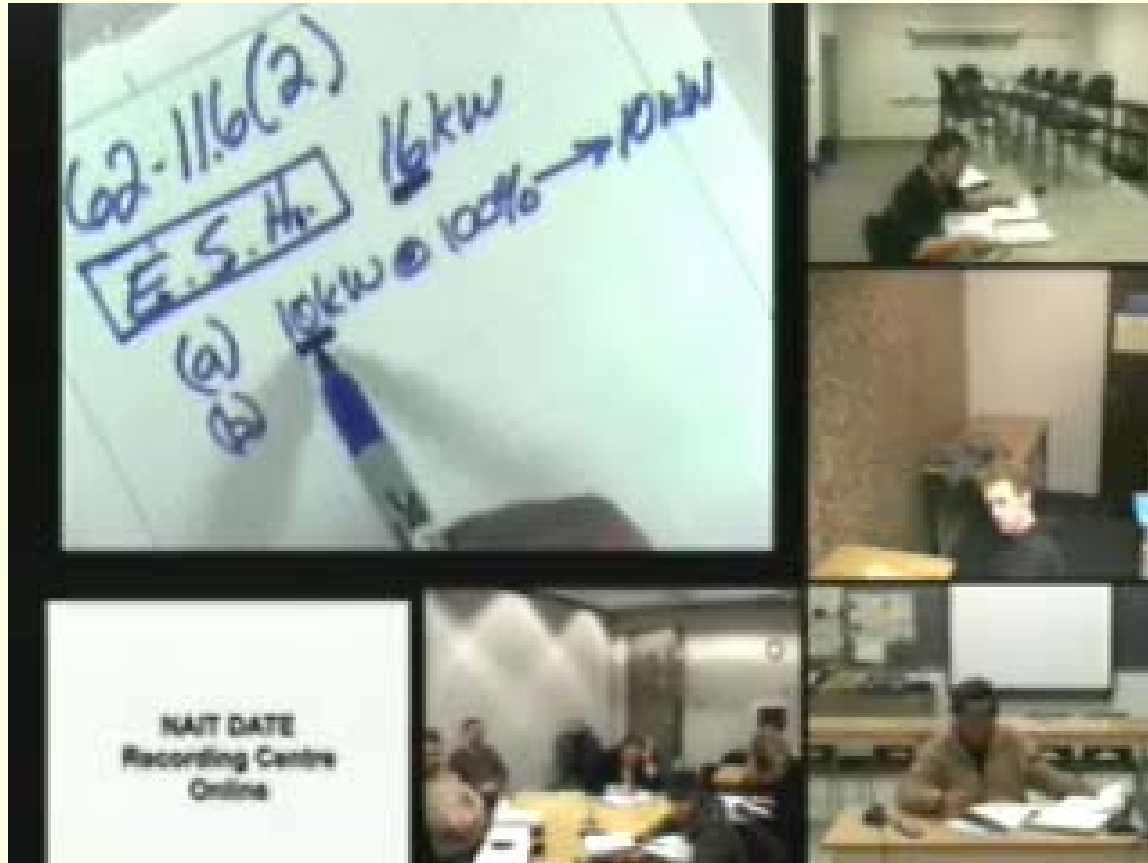 62-116(2)
E.S.H. 16kW
(a) 10kW @ 100% → 10kW
(b)
NAIT DATE
Recording Centre
Online